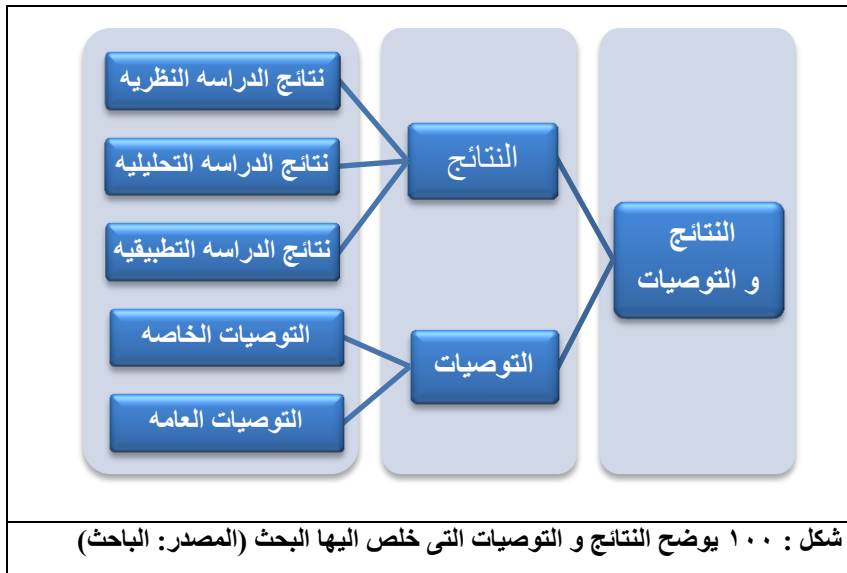 النتائج
و التوصيات
النتائج
نتائج الدراسه النظريه
نتائج الدراسه التحليليه
نتائج الدراسه التطبيقيه
التوصيات
التوصيات الخاصه
التوصيات العامه
شكل : ١٠٠ يوضح النتائج و التوصيات التى خلص اليها البحث (المصدر: الباحث)